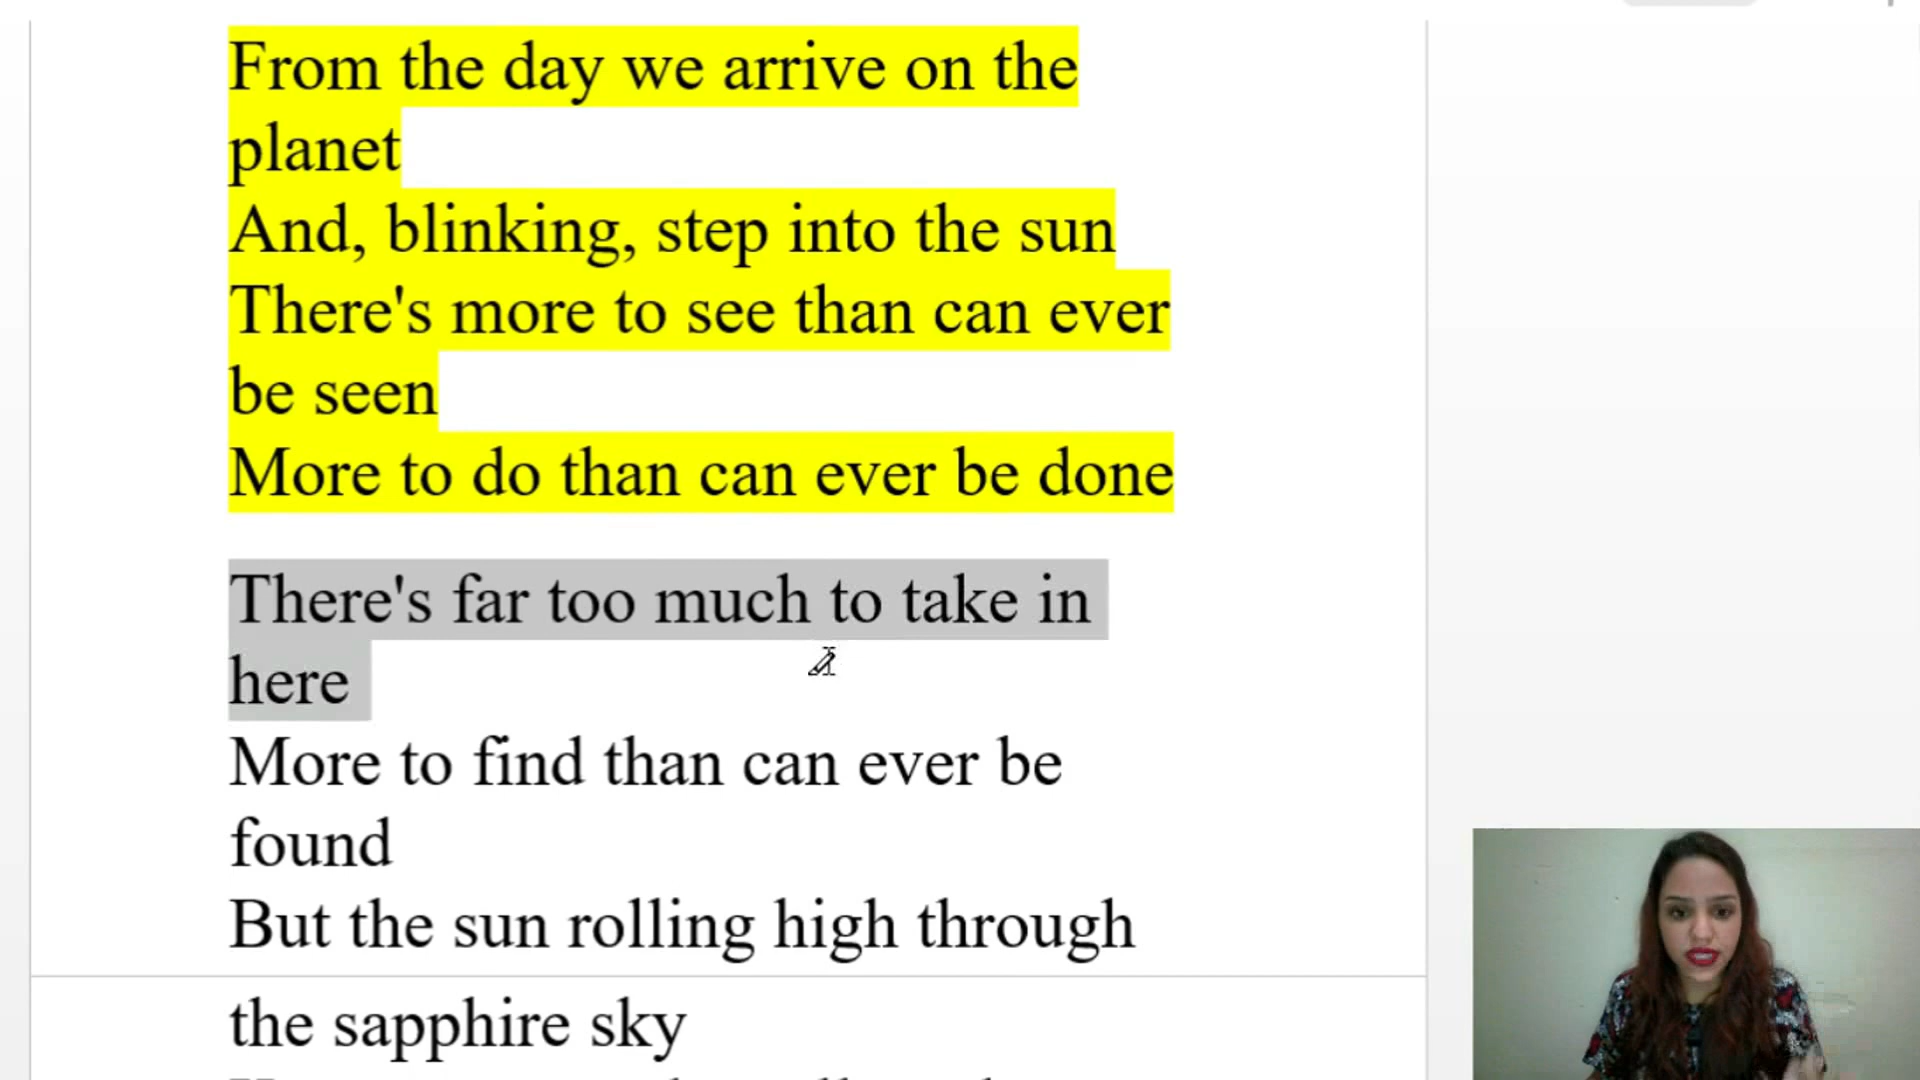 From the day we arrive on the
planet
And, blinking, step into the sun
There's more to see than can ever
be seen
More to do than can ever be done
There's far too much to take in
here
More to find than can ever be
found
But the sun rolling high through
the sapphire sky